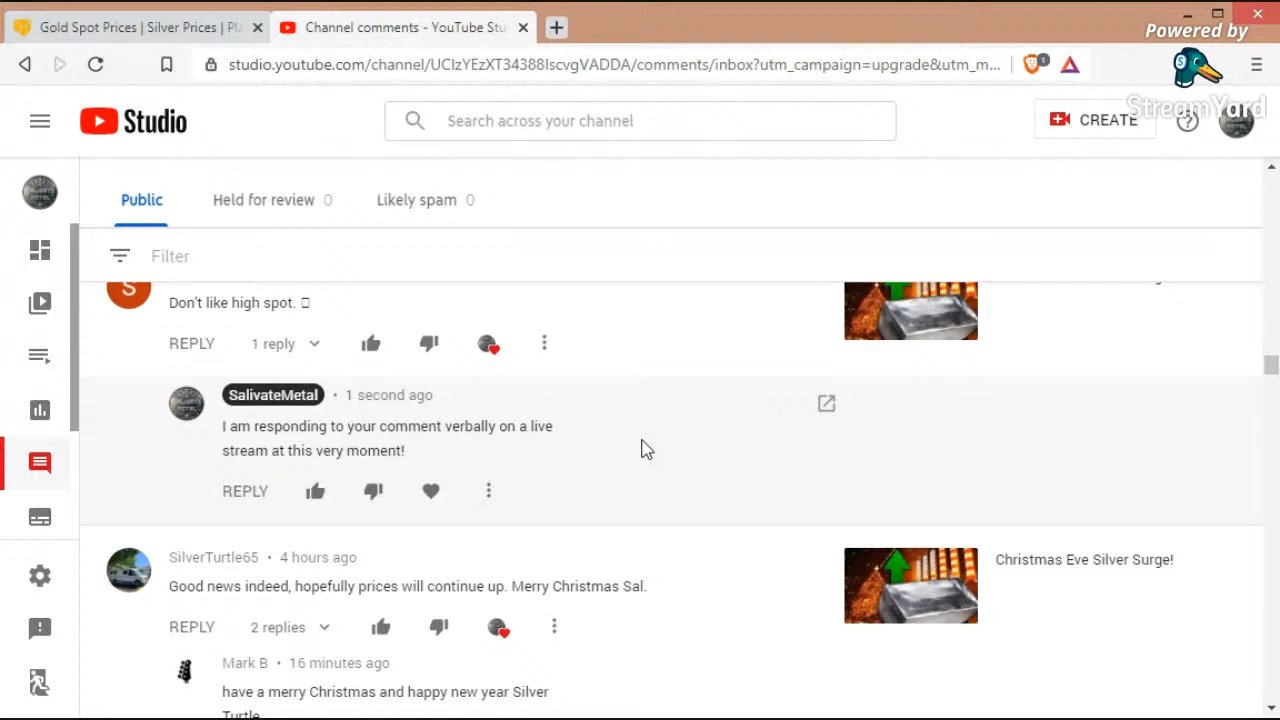 Gold Spot Prices | Silver Prices | Pla
Channel comments - YouTube Stu
Powered by
studio.youtube.com/channel/UCIzYEzXT34388IscvgVADDA/comments/inbox?utm_campaign=upgrade&utm_m...
1
StreamYard
Studio
Search across your channel
CREATE
Public
Held for review 0
Likely spam 0
Filter
S
Don't like high spot.
REPLY 1 reply
SalivateMetal • 1 second ago
I am responding to your comment verbally on a live
stream at this very moment!
REPLY
SilverTurtle65 • 4 hours ago
Christmas Eve Silver Surge!
Good news indeed, hopefully prices will continue up. Merry Christmas Sal.
REPLY 2 replies
Mark B • 16 minutes ago
have a merry Christmas and happy new year Silver
Turtle